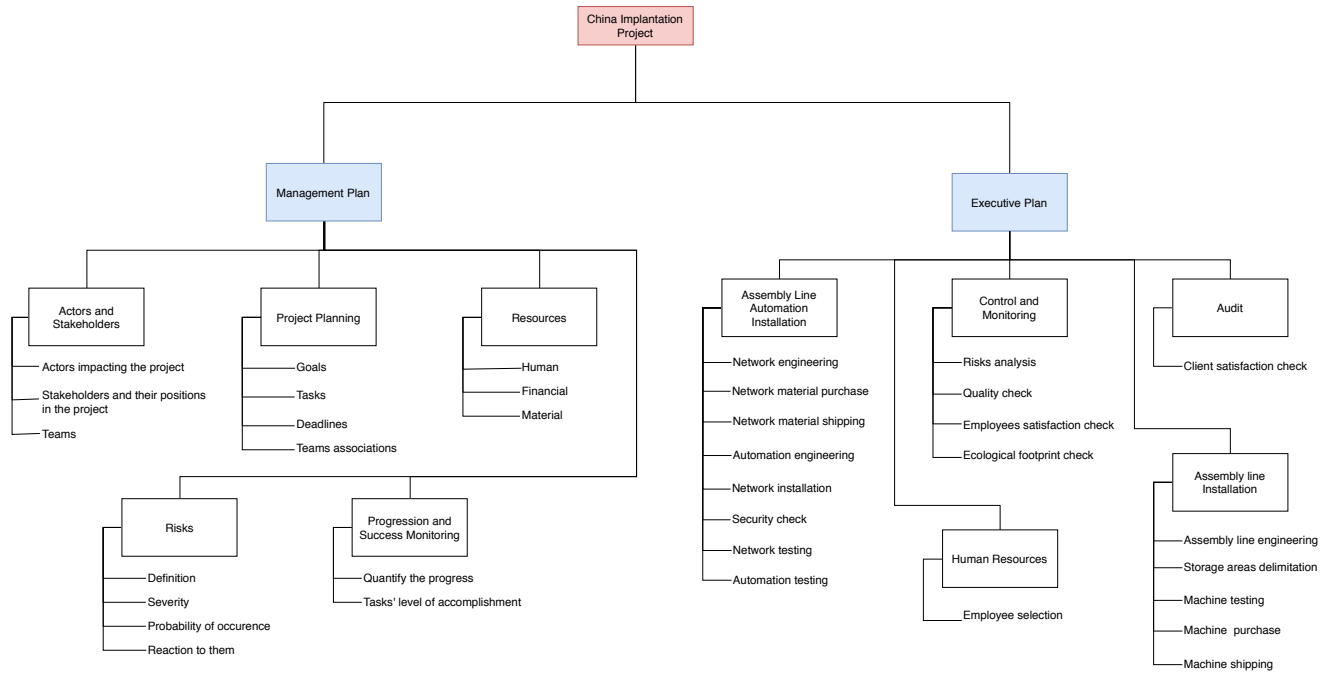 China Implantation
Project
Management Plan
Executive Plan
Actors and
Stakeholders
Actors impacting the project
Stakeholders and their positions
in the project
Teams
Project Planning
Goals
Tasks
Deadlines
Teams associations
Resources
Human
Financial
Material
Risks
Definition
Severity
Probability of occurence
Reaction to them
Progression and
Success Monitoring
Quantify the progress
Tasks' level of accomplishment
Assembly Line
Automation
Installation
Network engineering
Network material purchase
Network material shipping
Automation engineering
Network installation
Security check
Network testing
Automation testing
Control and
Monitoring
Risks analysis
Quality check
Employees satisfaction check
Ecological footprint check
Human Resources
Employee selection
Audit
Client satisfaction check
Assembly line
Installation
Assembly line engineering
Storage areas delimitation
Machine testing
Machine  purchase
Machine shipping